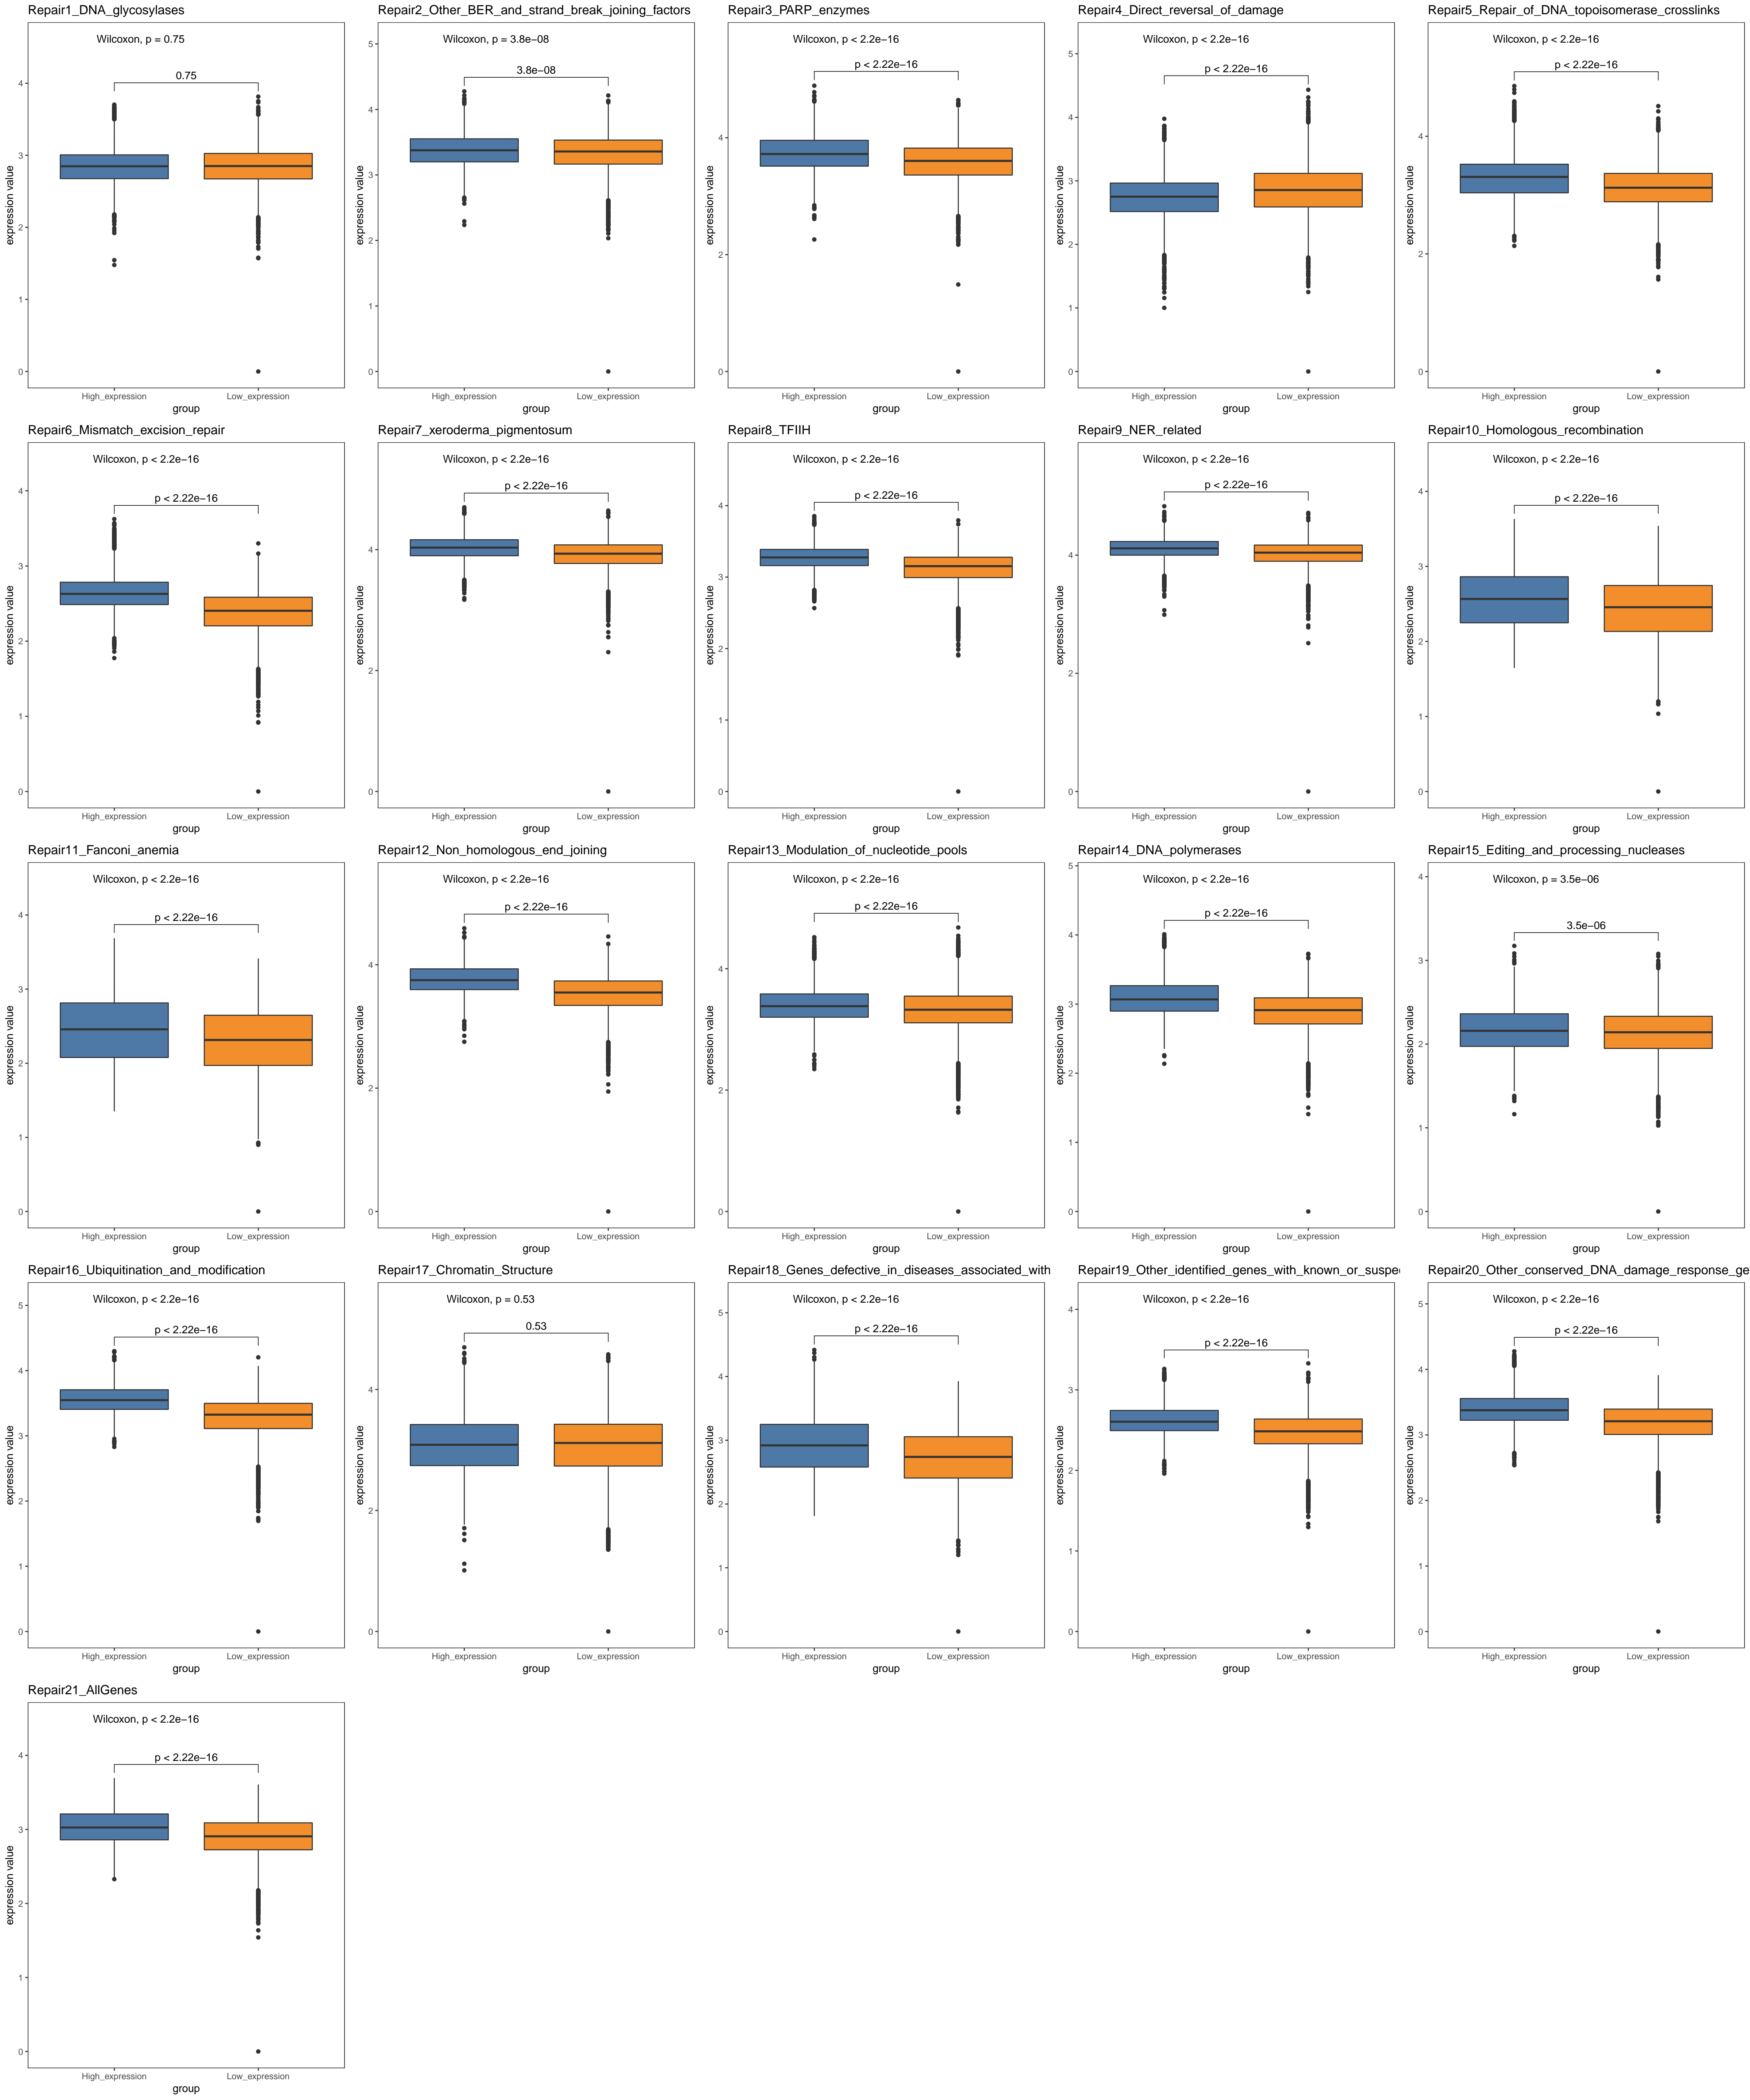 Repair1_DNA_glycosylases
Wilcoxon, p = 0.75
0.75
expression value
4
3
2
1
0
High_expression
Low_expression
group
Repair2_Other_BER_and_strand_break_joining_factors
Wilcoxon, p = 3.8e−08
3.8e−08
expression value
5
4
3
2
1
0
High_expression
Low_expression
group
Repair3_PARP_enzymes
Wilcoxon, p < 2.2e−16
p < 2.22e−16
expression value
4
2
0
High_expression
Low_expression
group
Repair4_Direct_reversal_of_damage
Wilcoxon, p < 2.2e−16
p < 2.22e−16
expression value
5
4
3
2
1
0
High_expression
Low_expression
group
Repair5_Repair_of_DNA_topoisomerase_crosslinks
Wilcoxon, p < 2.2e−16
p < 2.22e−16
expression value
4
2
0
High_expression
Low_expression
group
Repair6_Mismatch_excision_repair
Wilcoxon, p < 2.2e−16
p < 2.22e−16
expression value
4
3
2
1
0
High_expression
Low_expression
group
Repair7_xeroderma_pigmentosum
Wilcoxon, p < 2.2e−16
p < 2.22e−16
expression value
4
2
0
High_expression
Low_expression
group
Repair8_TFIIH
Wilcoxon, p < 2.2e−16
p < 2.22e−16
expression value
4
3
2
1
0
High_expression
Low_expression
group
Repair9_NER_related
Wilcoxon, p < 2.2e−16
p < 2.22e−16
expression value
4
2
0
High_expression
Low_expression
group
Repair10_Homologous_recombination
Wilcoxon, p < 2.2e−16
p < 2.22e−16
expression value
4
3
2
1
0
High_expression
Low_expression
group
Repair11_Fanconi_anemia
Wilcoxon, p < 2.2e−16
p < 2.22e−16
expression value
4
3
2
1
0
High_expression
Low_expression
group
Repair12_Non_homologous_end_joining
Wilcoxon, p < 2.2e−16
p < 2.22e−16
expression value
4
2
0
High_expression
Low_expression
group
Repair13_Modulation_of_nucleotide_pools
Wilcoxon, p < 2.2e−16
p < 2.22e−16
expression value
4
2
0
High_expression
Low_expression
group
Repair14_DNA_polymerases
Wilcoxon, p < 2.2e−16
p < 2.22e−16
expression value
5
4
3
2
1
0
High_expression
Low_expression
group
Repair15_Editing_and_processing_nucleases
Wilcoxon, p = 3.5e−06
3.5e−06
expression value
4
3
2
1
0
High_expression
Low_expression
group
Repair16_Ubiquitination_and_modification
Wilcoxon, p < 2.2e−16
p < 2.22e−16
expression value
5
4
3
2
1
0
High_expression
Low_expression
group
Repair17_Chromatin_Structure
Wilcoxon, p = 0.53
0.53
expression value
4
2
0
High_expression
Low_expression
group
Repair18_Genes_defective_in_diseases_associated_with
Wilcoxon, p < 2.2e−16
p < 2.22e−16
expression value
5
4
3
2
1
0
High_expression
Low_expression
group
Repair19_Other_identified_genes_with_known_or_suspe
Wilcoxon, p < 2.2e−16
p < 2.22e−16
expression value
4
3
2
1
0
High_expression
Low_expression
group
Repair20_Other_conserved_DNA_damage_response_ge
Wilcoxon, p < 2.2e−16
p < 2.22e−16
expression value
5
4
3
2
1
0
High_expression
Low_expression
group
Repair21_AllGenes
Wilcoxon, p < 2.2e−16
p < 2.22e−16
expression value
4
3
2
1
0
High_expression
Low_expression
group